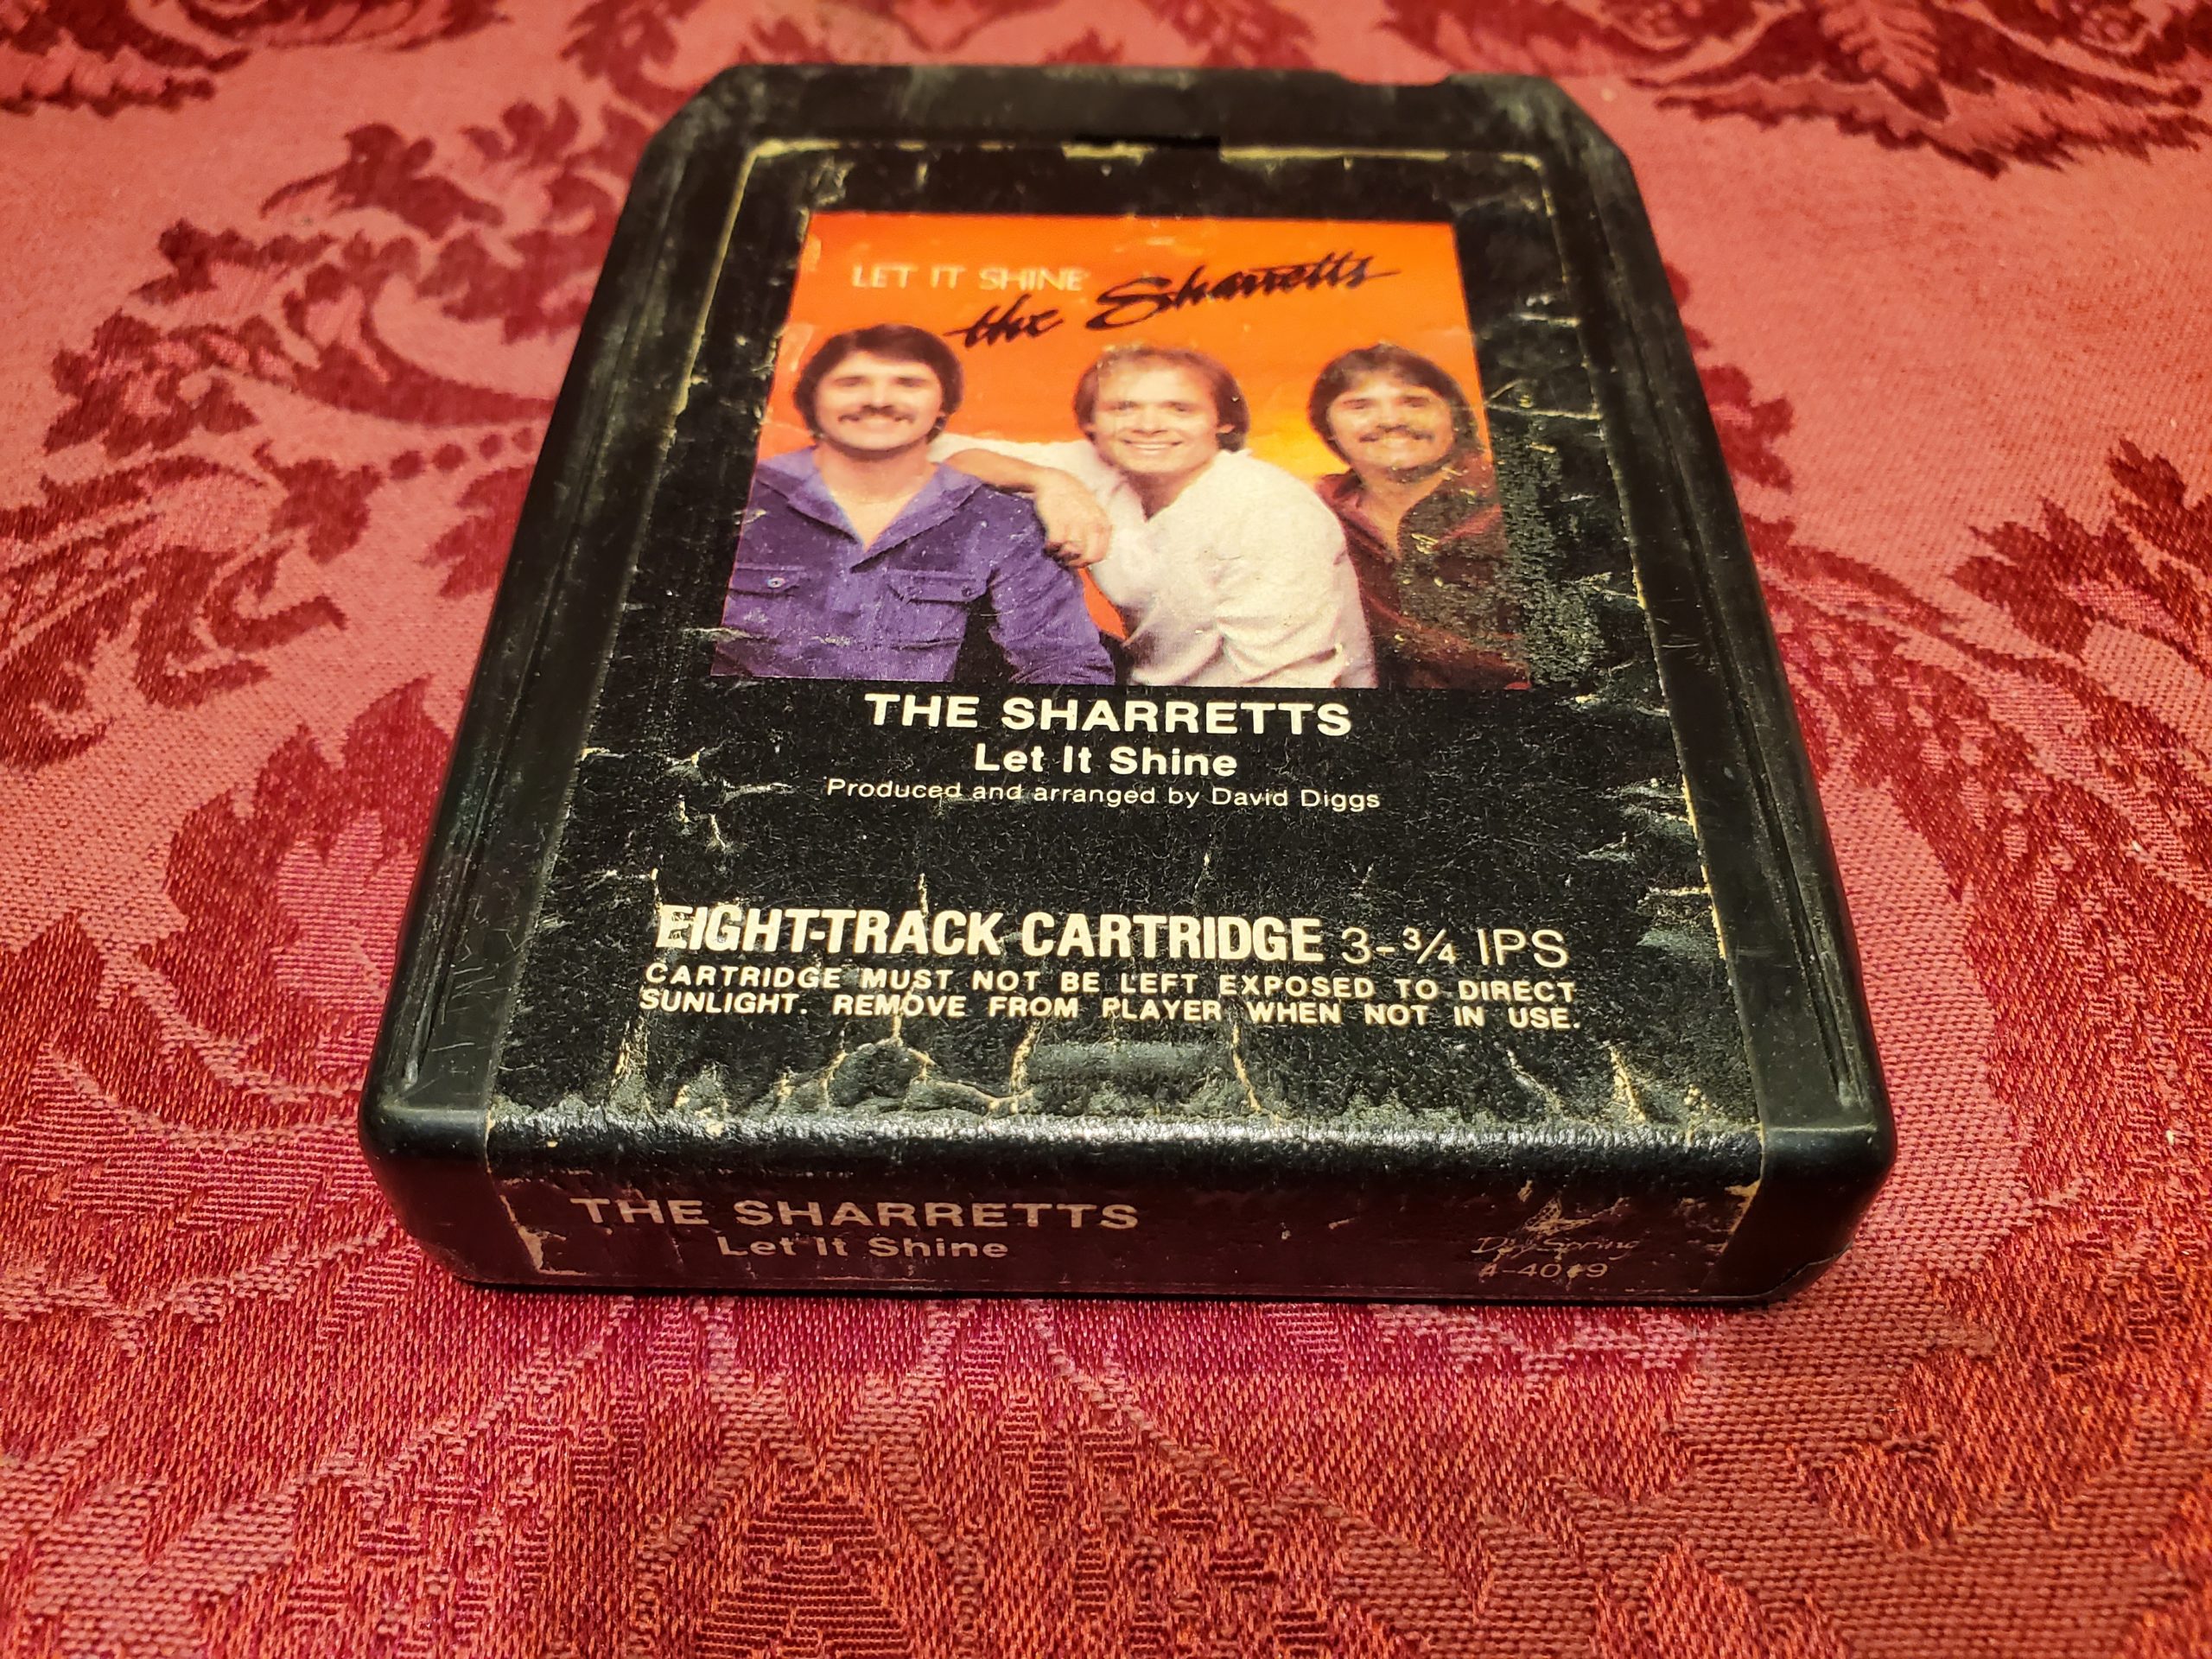 LET IT SHINE
the Sharretts
THE SHARRETTS
Let It Shine
Produced and arranged by David Diggs
EIGHT-TRACK CARTRIDGE 3-¾ IPS
CARTRIDGE MUST NOT BE LEFT EXPOSED TO DIRECT
SUNLIGHT. REMOVE FROM PLAYER WHEN NOT IN USE.
THE SHARRETTS
Let It Shine
DaySpring